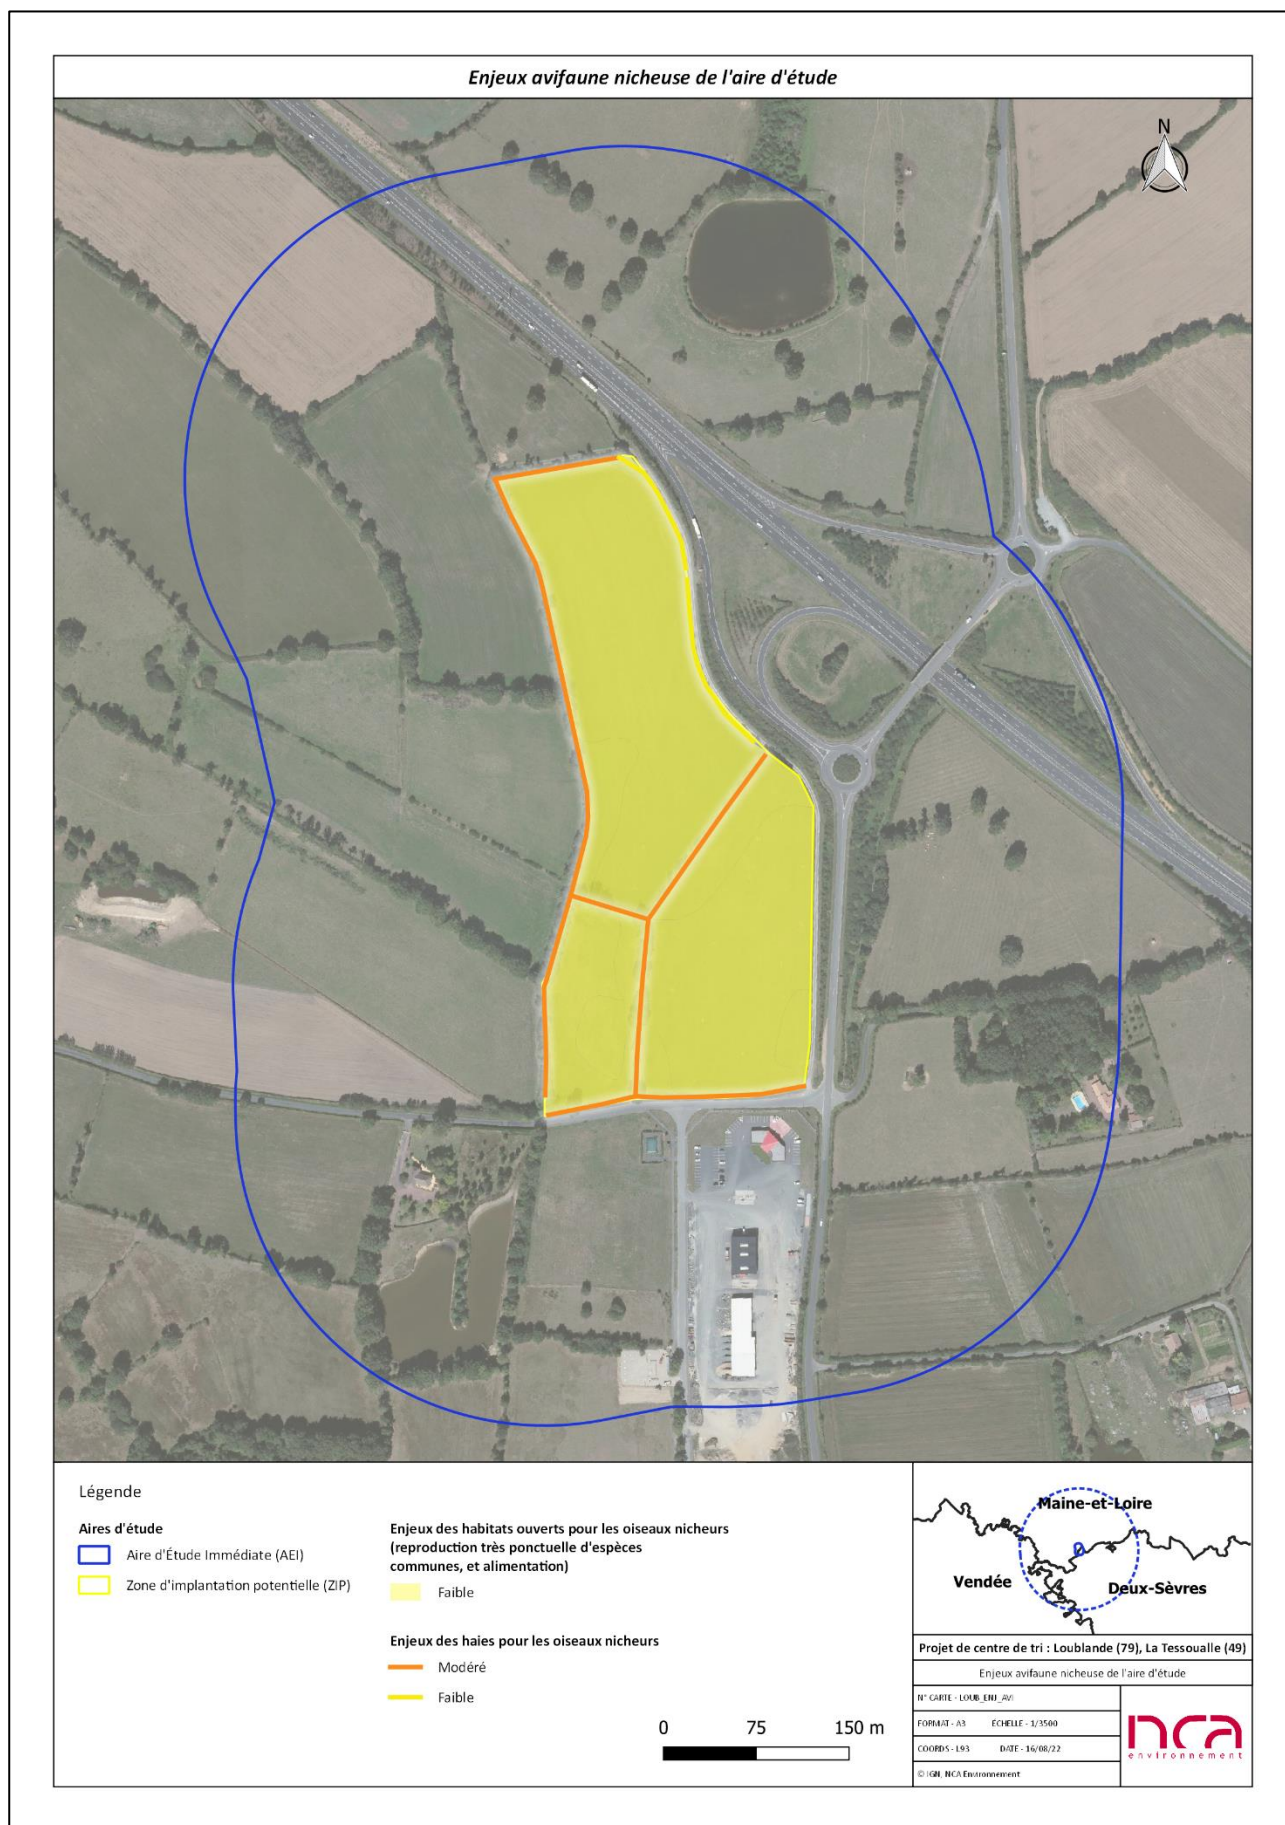 Enjeux avifaune nicheuse de l'aire d'étude
N
Légende
Aires d'étude
Aire d'Étude Immédiate (AEI)
Zone d'implantation potentielle (ZIP)
Enjeux des habitats ouverts pour les oiseaux nicheurs
(reproduction très ponctuelle d'espèces
communes, et alimentation)
Faible
Enjeux des haies pour les oiseaux nicheurs
Modéré
Faible
0 75 150 m
Maine-et-Loire
Vendée
Deux-Sèvres
Projet de centre de tri : Loublande (79), La Tessoualle (49)
Enjeux avifaune nicheuse de l'aire d'étude
N° CARTE - LOUB_ENJ_AVI
FORMAT - A3 ÉCHELLE - 1/3500
COORDS - L93 DATE - 16/08/22
© IGN, NCA Environnement
nca
environnement